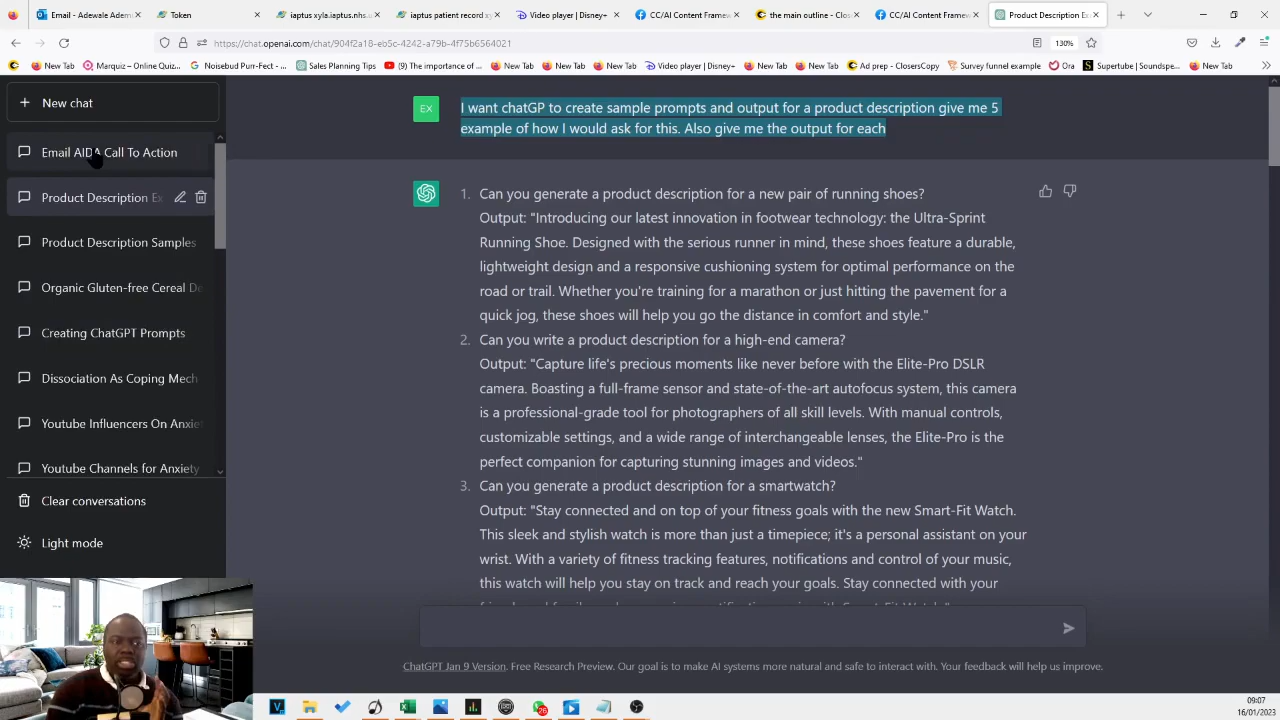 Email - Adewale Adem
Token
iaptus xyla.iaptus.nhs.u
iaptus patient record xy
Video player | Disney+
CC/AI Content Framew
the main outline - Clos
CC/AI Content Framew
Product Description Ex
https://chat.openai.com/chat/904f2a18-eb5c-4242-a79b-4f75b6564021
130%
New Tab
Marquiz – Online Quiz...
New Tab
Noisebud Purr-Fect - ...
Sales Planning Tips
(9) The importance of ...
New Tab
New Tab
New Tab
Video player | Disney+
New Tab
Ad prep - ClosersCopy
Survey funnel example
Ora
Supertube | Soundspe...
New Tab
New chat
Email AIDA Call To Action
Product Description Ex
Product Description Samples
Organic Gluten-free Cereal De
Creating ChatGPT Prompts
Dissociation As Coping Mech
Youtube Influencers On Anxie
Youtube Channels for Anxiety
Clear conversations
Light mode
EX
I want chatGP to create sample prompts and output for a product description give me 5
example of how I would ask for this. Also give me the output for each
1. Can you generate a product description for a new pair of running shoes?
Output: "Introducing our latest innovation in footwear technology: the Ultra-Sprint
Running Shoe. Designed with the serious runner in mind, these shoes feature a durable,
lightweight design and a responsive cushioning system for optimal performance on the
road or trail. Whether you're training for a marathon or just hitting the pavement for a
quick jog, these shoes will help you go the distance in comfort and style."
2. Can you write a product description for a high-end camera?
Output: "Capture life's precious moments like never before with the Elite-Pro DSLR
camera. Boasting a full-frame sensor and state-of-the-art autofocus system, this camera
is a professional-grade tool for photographers of all skill levels. With manual controls,
customizable settings, and a wide range of interchangeable lenses, the Elite-Pro is the
perfect companion for capturing stunning images and videos."
3. Can you generate a product description for a smartwatch?
Output: "Stay connected and on top of your fitness goals with the new Smart-Fit Watch.
This sleek and stylish watch is more than just a timepiece; it's a personal assistant on your
wrist. With a variety of fitness tracking features, notifications and control of your music,
this watch will help you stay on track and reach your goals. Stay connected with your
ChatGPT Jan 9 Version. Free Research Preview. Our goal is to make AI systems more natural and safe to interact with. Your feedback will help us improve.
26
09:07
16/01/2023